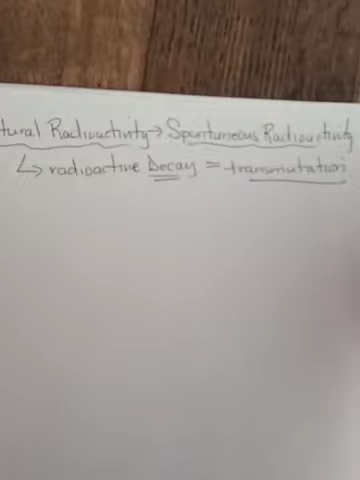 tural Radioactivity → Spontaneous Radioactivity
↳ radioactive Decay = transmutation